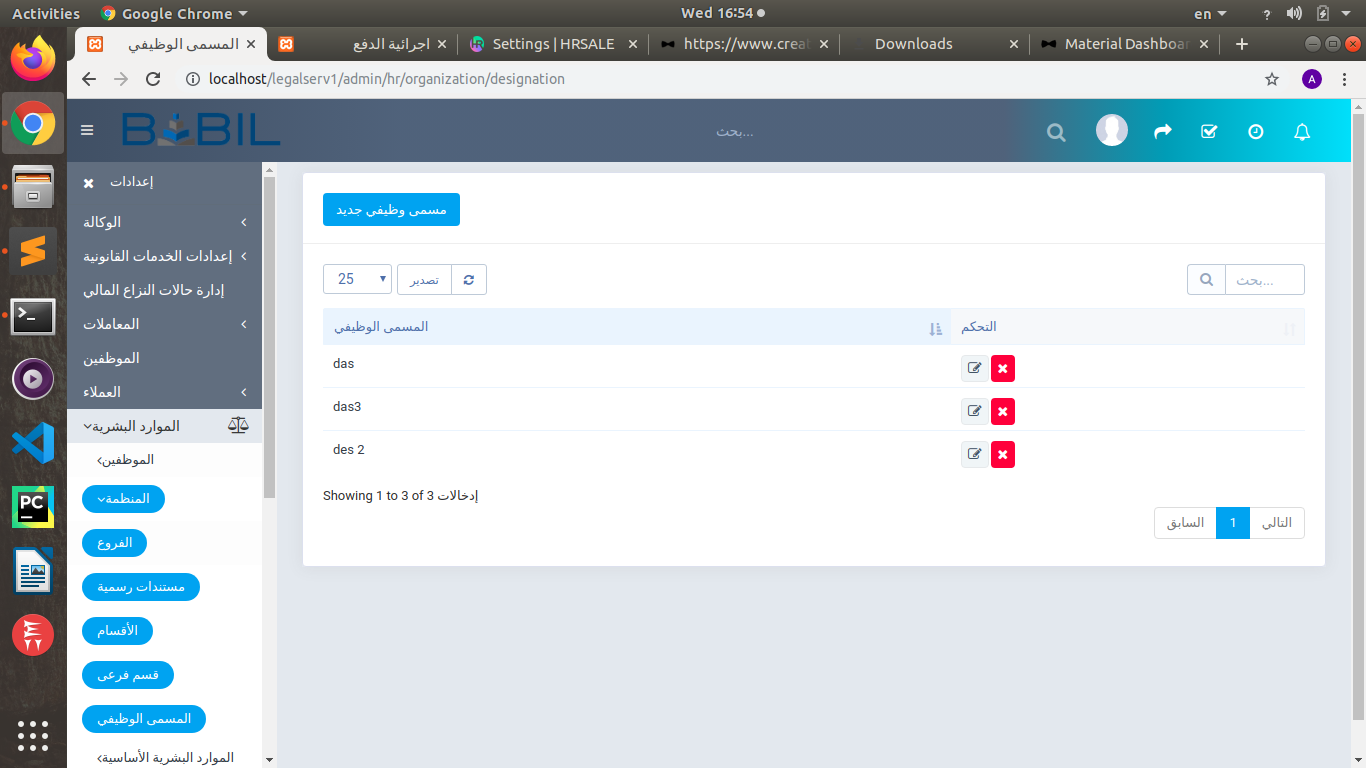 Activities
Google Chrome
Wed 16:54
en
المسمى الوظيفي
اجرائية الدفع
Settings | HRSALE
https://www.creat
Downloads
Material Dashboar
localhost/legalserv1/admin/hr/organization/designation
A
BABIL
بحث...
إعدادات
الوكالة
إعدادات الخدمات القانونية
إدارة حالات النزاع المالي
المعاملات
الموظفين
العملاء
الموارد البشرية
الموظفين
المنظمة
الفروع
مستندات رسمية
الأقسام
قسم فرعى
المسمى الوظيفي
الموارد البشرية الأساسية
مسمى وظيفي جديد
25
تصدير
بحث...
المسمى الوظيفي
التحكم
das
das3
des 2
Showing 1 to 3 of 3 إدخالات
السابق
1
التالي
PC